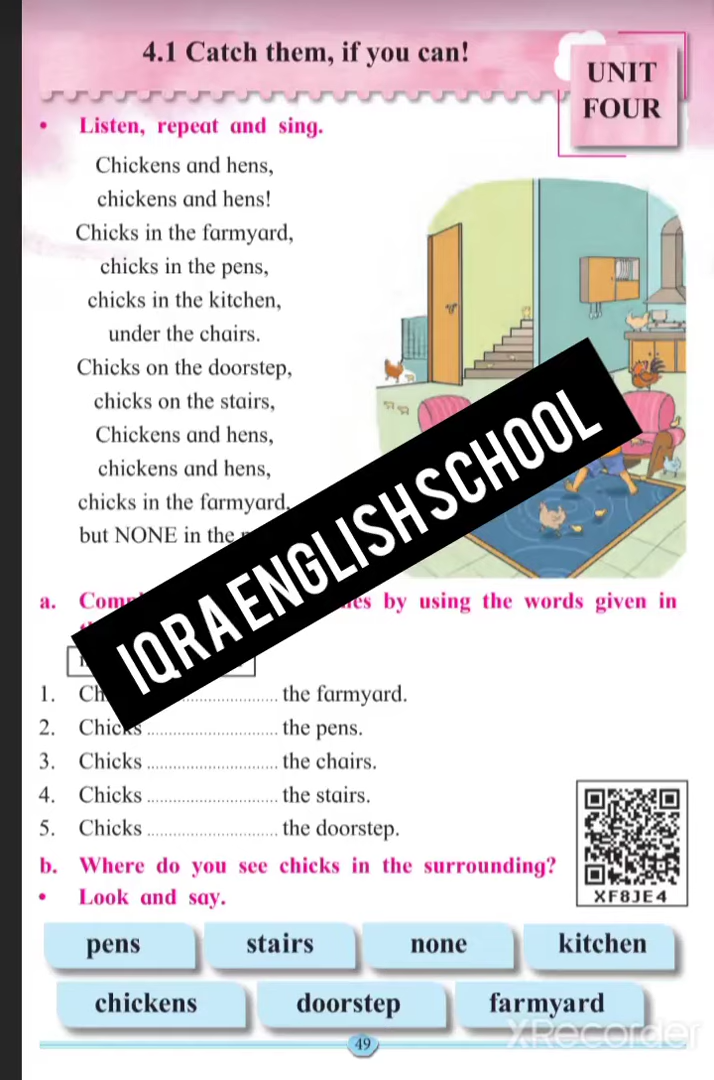 4.1 Catch them, if you can!
UNIT
FOUR
• Listen, repeat and sing.
Chickens and hens,
chickens and hens!
Chicks in the farmyard,
chicks in the pens,
chicks in the kitchen,
under the chairs.
Chicks on the doorstep,
chicks on the stairs,
Chickens and hens,
chickens and hens,
chicks in the farmyard,
but NONE in the
IQRA ENGLISH SCHOOL
a. by using the words given in
1. the farmyard.
2. Chicks ............................ the pens.
3. Chicks ............................ the chairs.
4. Chicks ............................ the stairs.
5. Chicks ............................ the doorstep.
b. Where do you see chicks in the surrounding?
• Look and say.
XF8JE4
pens stairs none kitchen
chickens doorstep farmyard
49
XRecorder